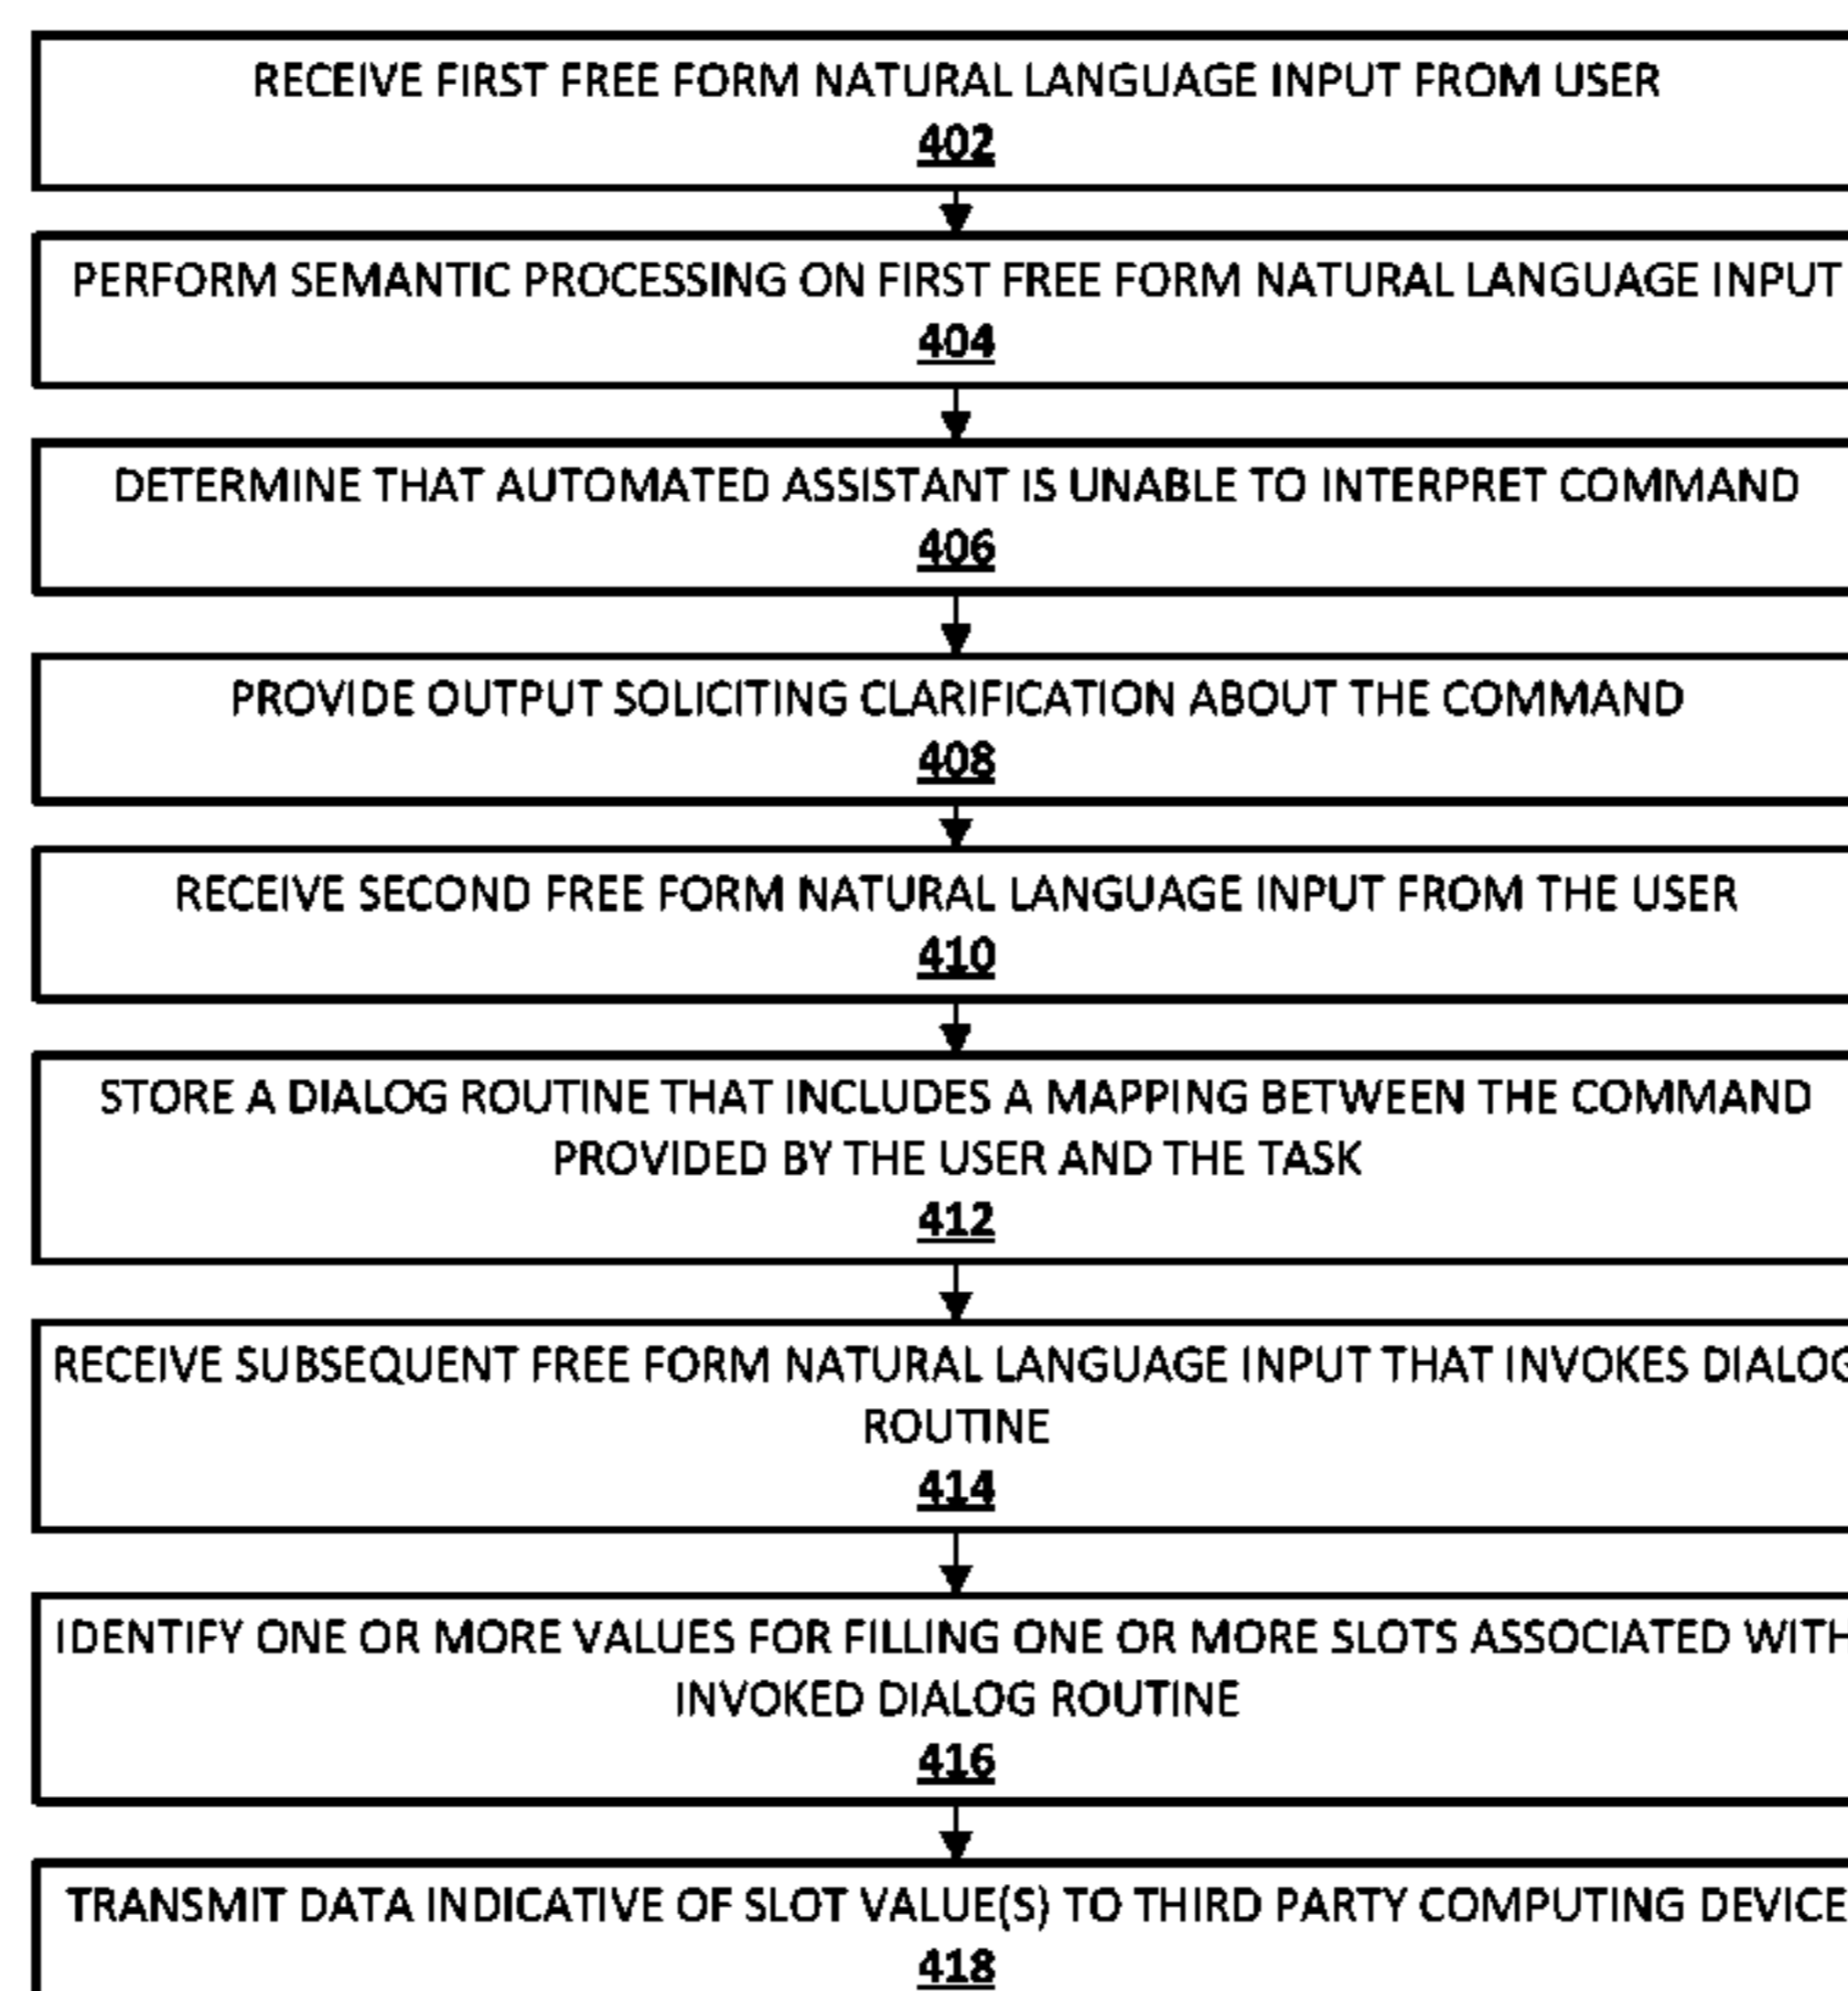 RECEIVE FIRST FREE FORM NATURAL LANGUAGE INPUT FROM USER
402
PERFORM SEMANTIC PROCESSING ON FIRST FREE FORM NATURAL LANGUAGE INPUT
404
DETERMINE THAT AUTOMATED ASSISTANT IS UNABLE TO INTERPRET COMMAND
406
PROVIDE OUTPUT SOLICITING CLARIFICATION ABOUT THE COMMAND
408
RECEIVE SECOND FREE FORM NATURAL LANGUAGE INPUT FROM THE USER
410
STORE A DIALOG ROUTINE THAT INCLUDES A MAPPING BETWEEN THE COMMAND
PROVIDED BY THE USER AND THE TASK
412
RECEIVE SUBSEQUENT FREE FORM NATURAL LANGUAGE INPUT THAT INVOKES DIALOG
ROUTINE
414
IDENTIFY ONE OR MORE VALUES FOR FILLING ONE OR MORE SLOTS ASSOCIATED WITH
INVOKED DIALOG ROUTINE
416
TRANSMIT DATA INDICATIVE OF SLOT VALUE(S) TO THIRD PARTY COMPUTING DEVICE
418